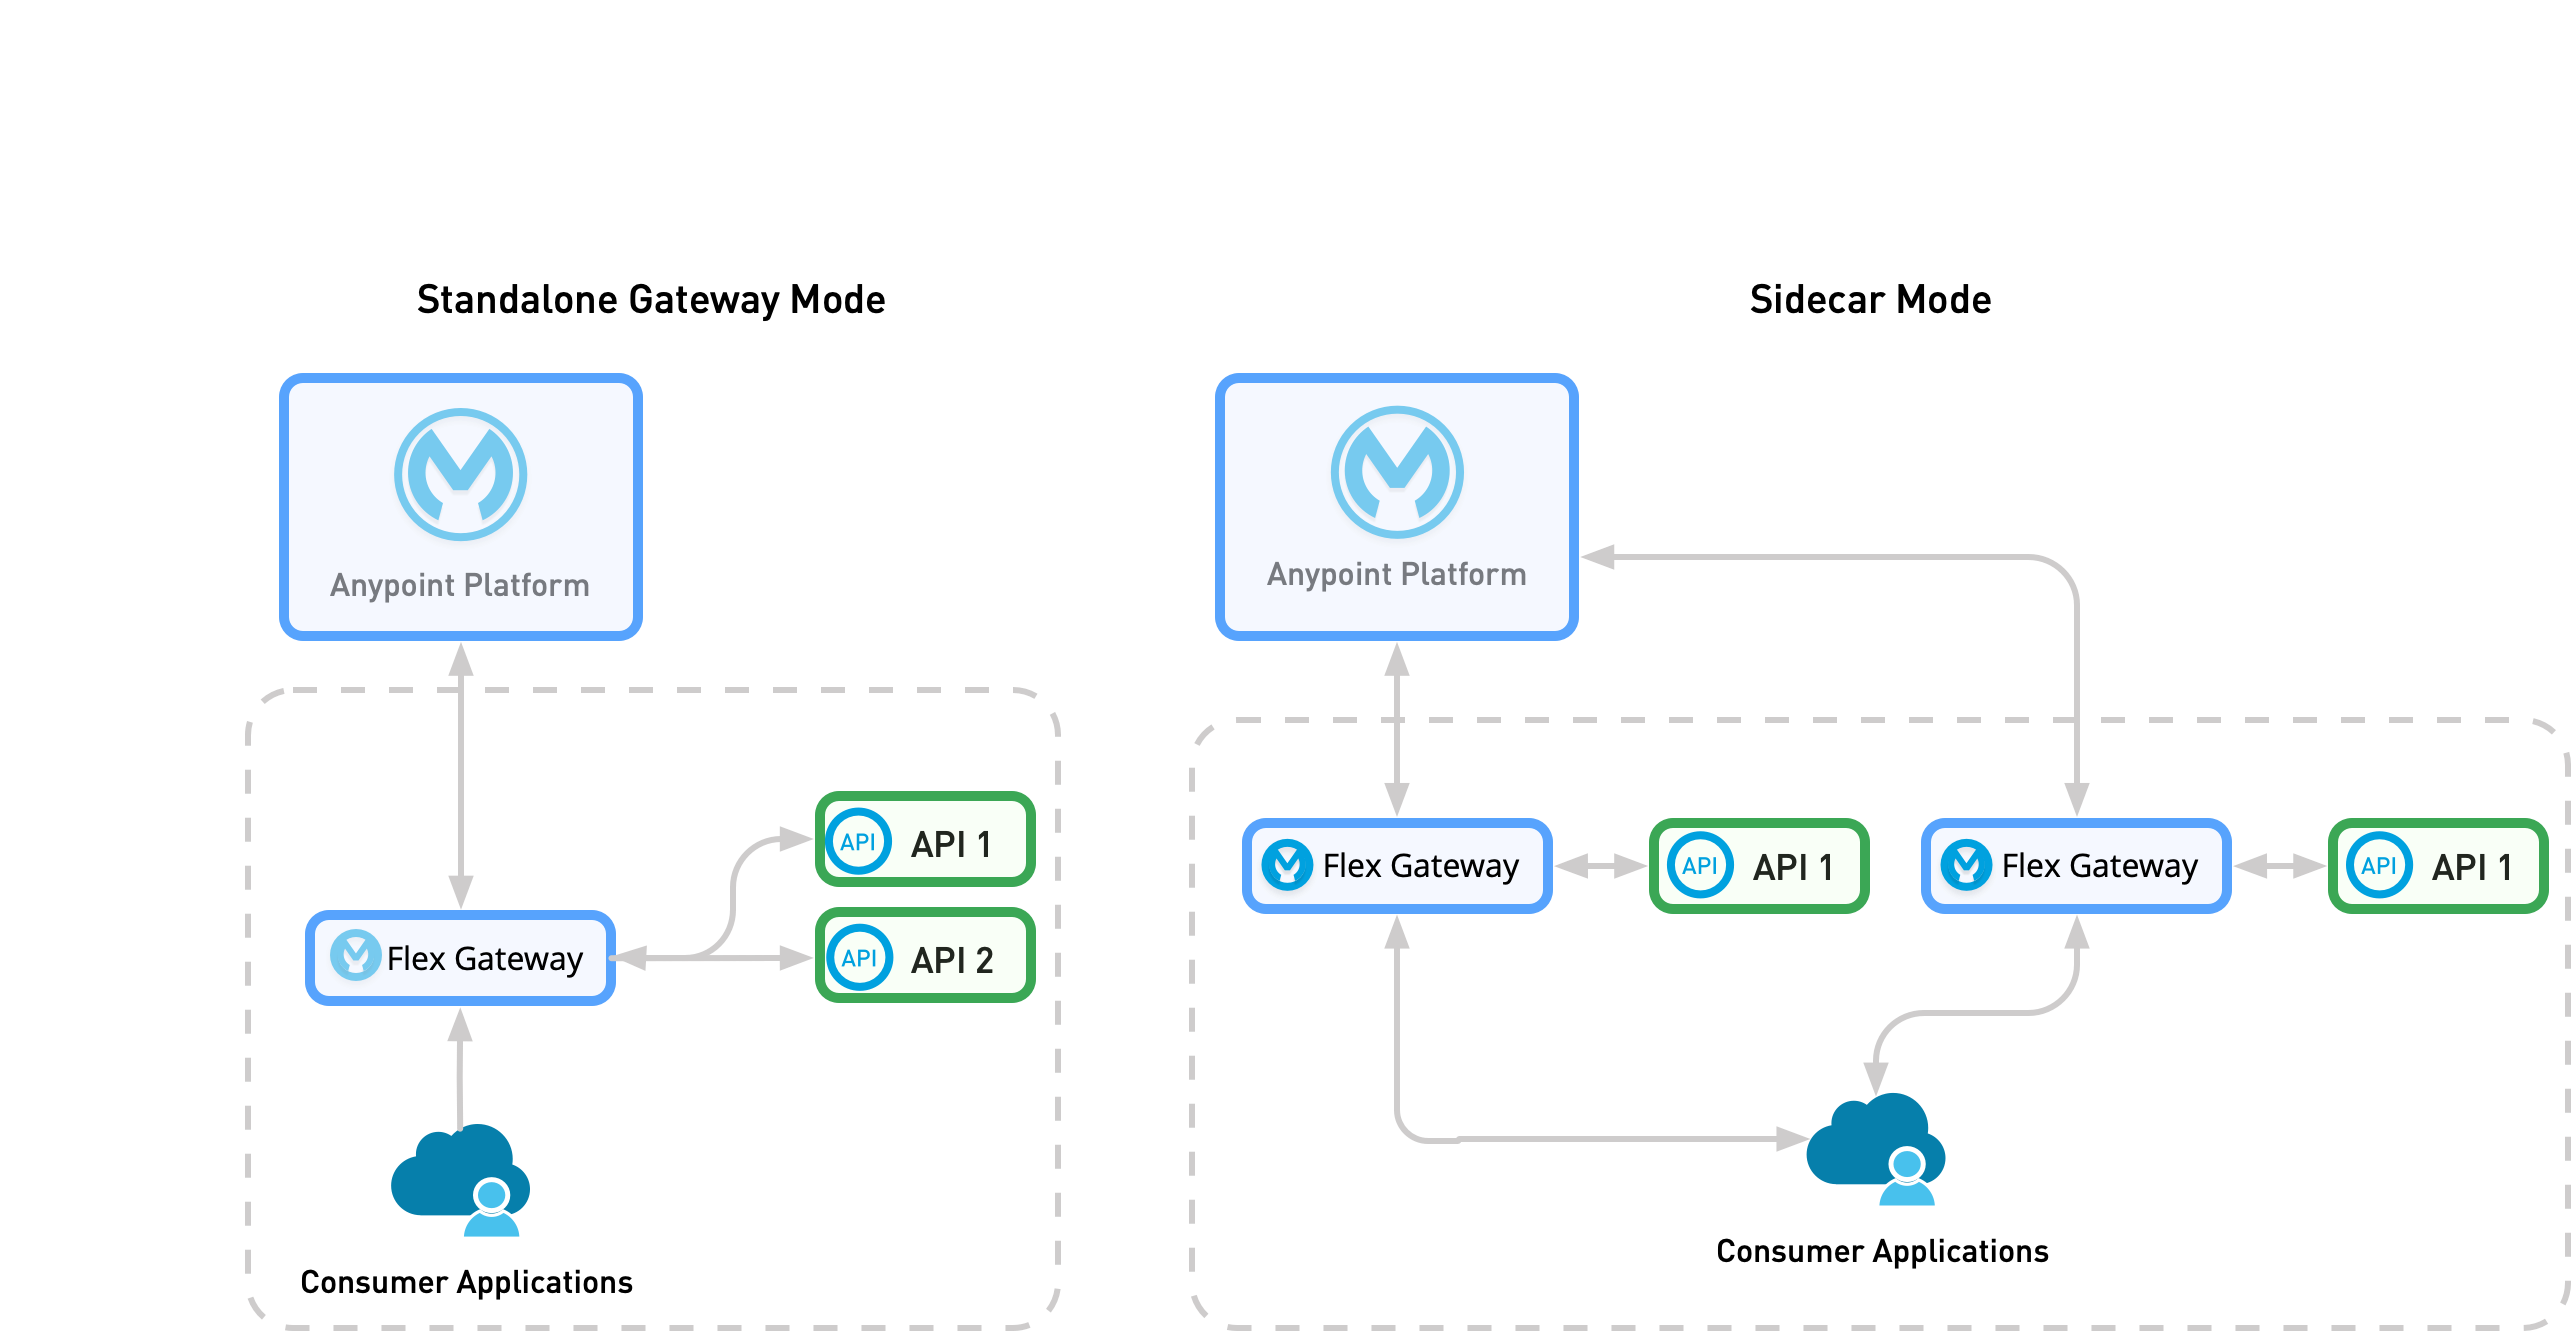 Standalone Gateway Mode
Anypoint Platform
API API 1
Flex Gateway
API API 2
Consumer Applications
Sidecar Mode
Anypoint Platform
Flex Gateway
API API 1
Flex Gateway
API API 1
Consumer Applications